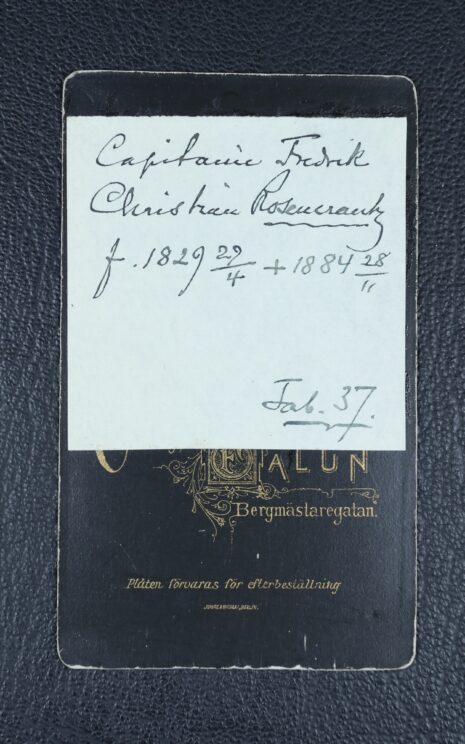 Capitaine Fredrik
Christian Rosencrantz
f. 1829 29/4 + 1884 28/11
Tab. 37.
FALUN
Bergmästaregatan.
Plåten förvaras för efterbeställning